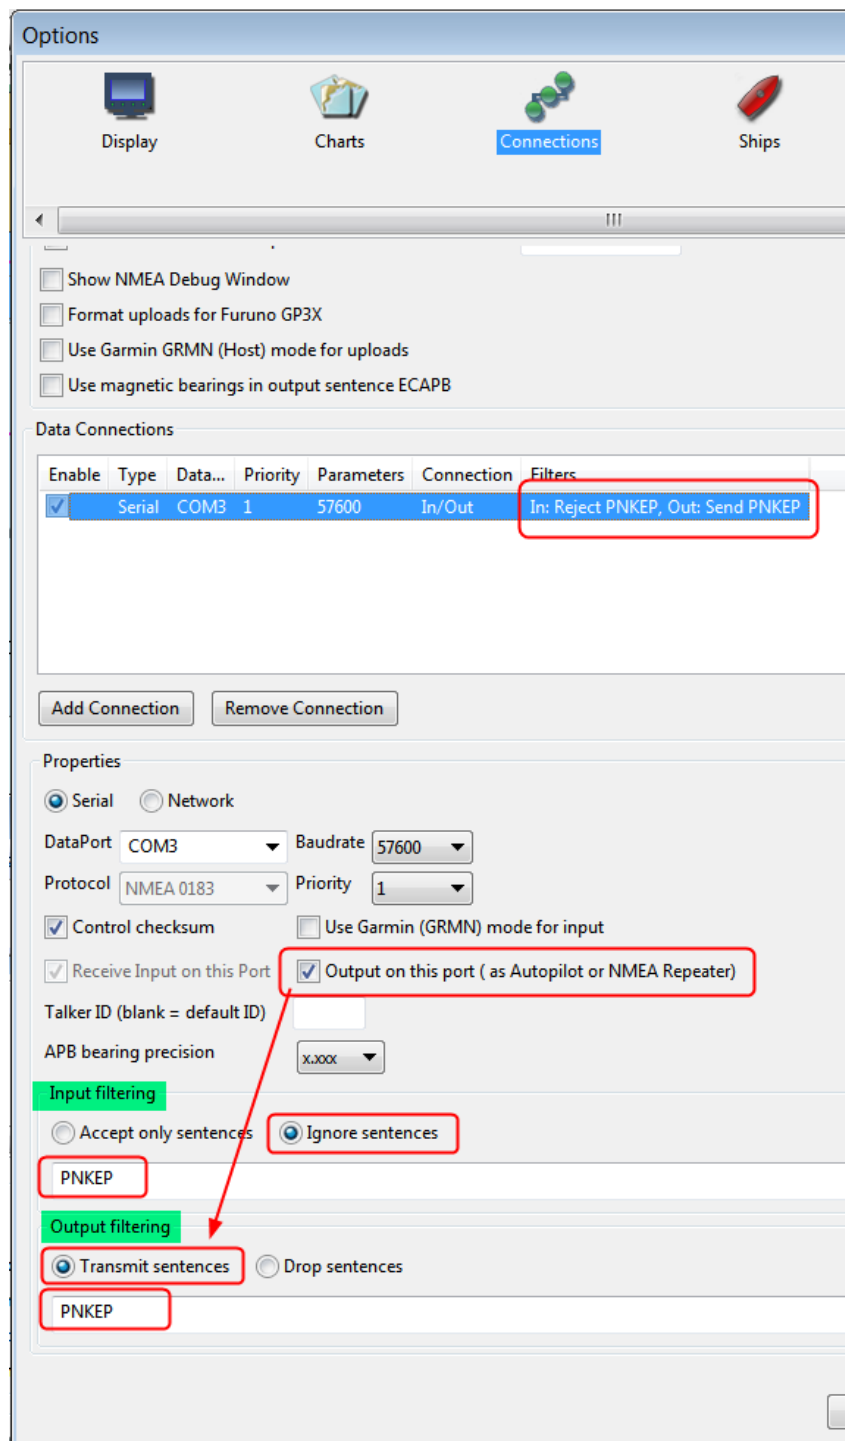 Options
Display Charts Connections Ships
Show NMEA Debug Window
Format uploads for Furuno GP3X
Use Garmin GRMN (Host) mode for uploads
Use magnetic bearings in output sentence ECAPB
Data Connections
Enable Type Data... Priority Parameters Connection Filters
Serial COM3 1 57600 In/Out In: Reject PNKEP, Out: Send PNKEP
Add Connection Remove Connection
Properties
Serial Network
DataPort COM3 Baudrate 57600
Protocol NMEA 0183 Priority 1
Control checksum Use Garmin (GRMN) mode for input
Receive Input on this Port Output on this port ( as Autopilot or NMEA Repeater)
Talker ID (blank = default ID)
APB bearing precision x.xxx
Input filtering
Accept only sentences Ignore sentences
PNKEP
Output filtering
Transmit sentences Drop sentences
PNKEP